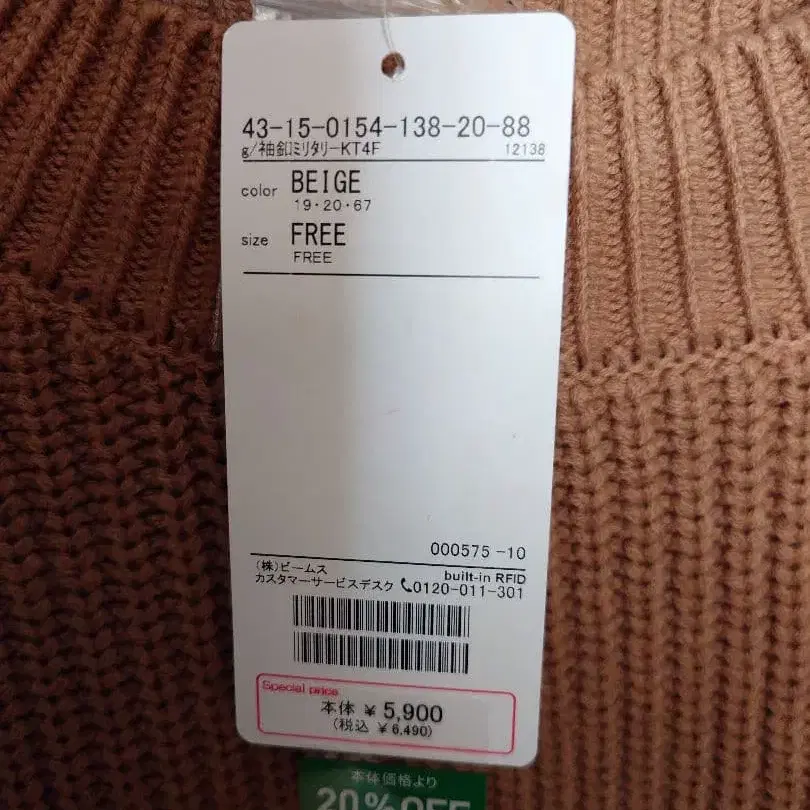 43-15-0154-138-20-88
g/袖釦ミリタリーKT4F 12138
color BEIGE
19・20・67
size FREE
FREE
000575 -10
(株)ビームス built-in RFID
カスタマーサービスデスク 0120-011-301
Special price
本体 ¥ 5,900
(税込 ¥ 6,490)
本体価格より
20%OFF